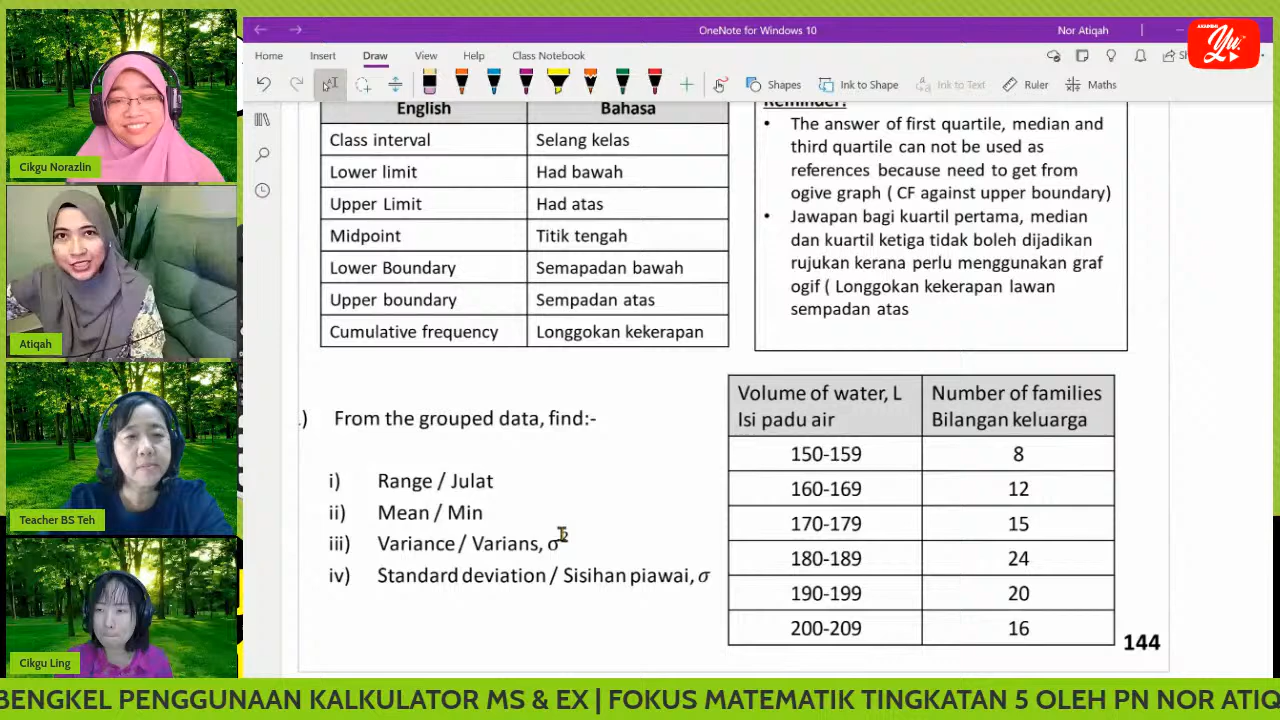 OneNote for Windows 10
Nor Atiqah
AKADEMI
YU
Home Insert Draw View Help Class Notebook
Shapes Ink to Shape Ink to Text Ruler Maths
English Bahasa
Class interval Selang kelas
Lower limit Had bawah
Upper Limit Had atas
Midpoint Titik tengah
Lower Boundary Semapadan bawah
Upper boundary Sempadan atas
Cumulative frequency Longgokan kekerapan
Reminder:
• The answer of first quartile, median and
third quartile can not be used as
references because need to get from
ogive graph ( CF against upper boundary)
• Jawapan bagi kuartil pertama, median
dan kuartil ketiga tidak boleh dijadikan
rujukan kerana perlu menggunakan graf
ogif ( Longgokan kekerapan lawan
sempadan atas
.) From the grouped data, find:-
i) Range / Julat
ii) Mean / Min
iii) Variance / Varians, σ²
iv) Standard deviation / Sisihan piawai, σ
Volume of water, L Number of families
Isi padu air Bilangan keluarga
150-159 8
160-169 12
170-179 15
180-189 24
190-199 20
200-209 16
144
Cikgu Norazlin
Atiqah
Teacher BS Teh
Cikgu Ling
BENGKEL PENGGUNAAN KALKULATOR MS & EX | FOKUS MATEMATIK TINGKATAN 5 OLEH PN NOR ATIQ